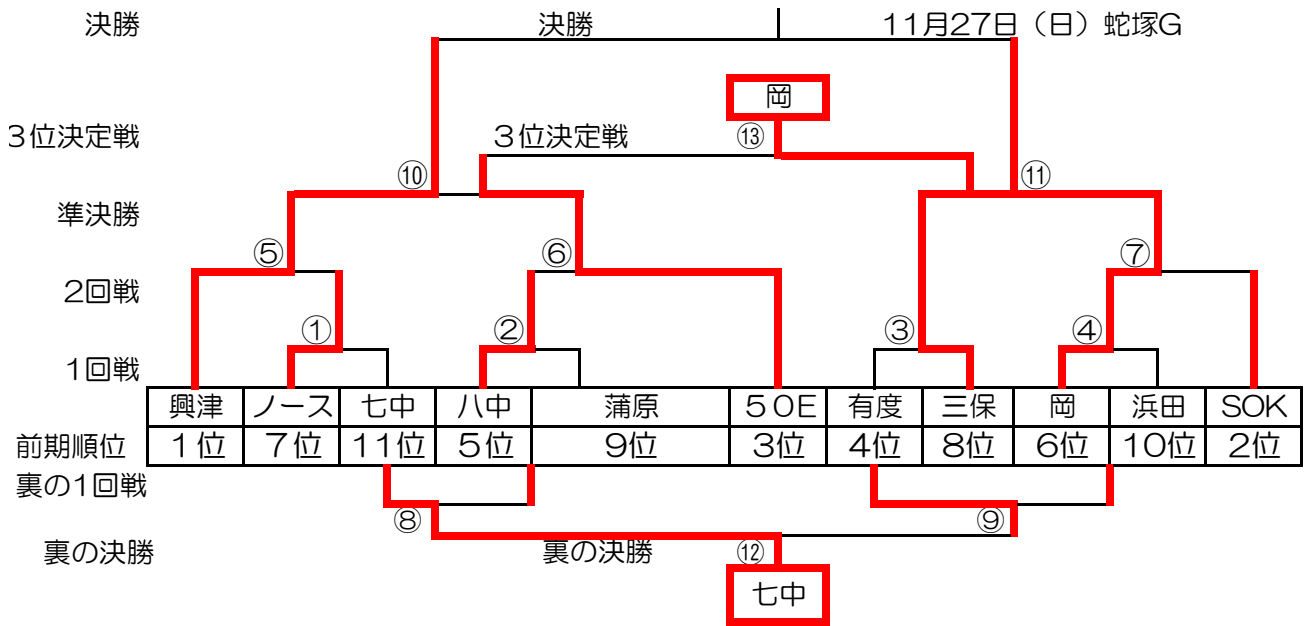 決勝 決勝 11月27日（日）蛇塚G
岡
3位決定戦 3位決定戦 ⑬
⑩ ⑪
準決勝
⑤ ⑥ ⑦
2回戦
① ② ③ ④
1回戦
興津 ノース 七中 八中 蒲原 50E 有度 三保 岡 浜田 SOK
前期順位 1位 7位 11位 5位 9位 3位 4位 8位 6位 10位 2位
裏の1回戦
⑧ ⑨
裏の決勝 裏の決勝 ⑫
七中